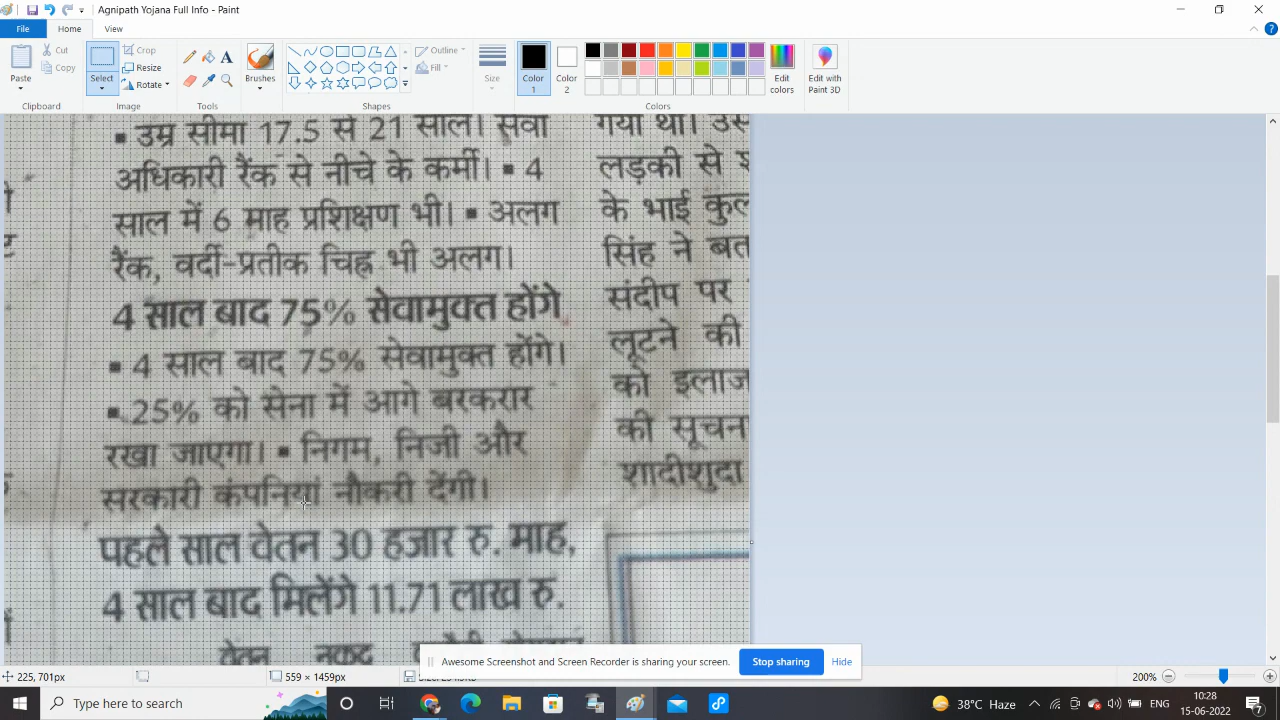 Agnipath Yojana Full Info - Paint
File
Home
View
Paste
Cut
Copy
Clipboard
Select
Crop
Resize
Rotate
Image
Tools
Brushes
Shapes
Outline
Fill
Size
Color 1
Color 2
Colors
Edit colors
Edit with Paint 3D
▪ उम्र सीमा 17.5 से 21 साल। सेवा
अधिकारी रैंक से नीचे के कर्मी। ▪ 4
साल में 6 माह प्रशिक्षण भी। ▪ अलग
रैंक, वर्दी-प्रतीक चिह्न भी अलग।
4 साल बाद 75% सेवामुक्त होंगे
▪ 4 साल बाद 75% सेवामुक्त होंगे।
▪ 25% को सेना में आगे बरकरार
रखा जाएगा। ▪ निगम, निजी और
सरकारी कंपनियां नौकरी देंगी।
पहले साल वेतन 30 हजार रु. माह,
4 साल बाद मिलेंगे 11.71 लाख रु.
गया था।
लड़की से
के भाई
सिंह ने
संदीप पर
लूटने की
को
की
शादीशुदा
Awesome Screenshot and Screen Recorder is sharing your screen.
Stop sharing
Hide
225, 701px
559 × 1459px
200%
Type here to search
38°C Haze
ENG
10:28
15-06-2022
7